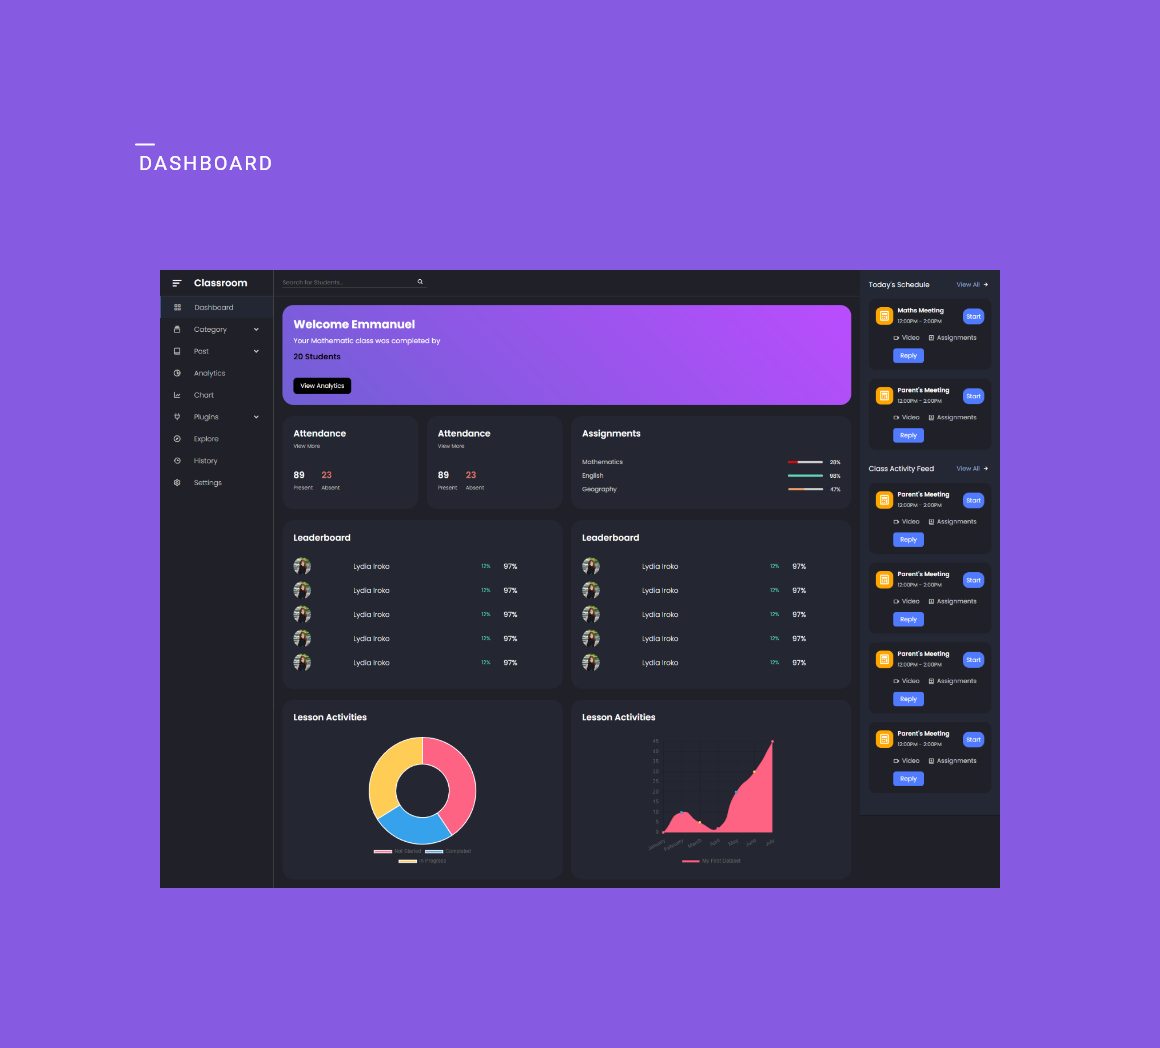 DASHBOARD
Classroom
Dashboard
Category
Post
Analytics
Chart
Plugins
Explore
History
Settings
Search for Students...
Welcome Emmanuel
Your Mathematic class was completed by
20 Students
View Analytics
Attendance
View More
89 23
Present Absent
Attendance
View More
89 23
Present Absent
Assignments
Mathematics 28%
English 98%
Geography 47%
Leaderboard
Lydia Iroko 12% 97%
Lydia Iroko 12% 97%
Lydia Iroko 12% 97%
Lydia Iroko 12% 97%
Lydia Iroko 12% 97%
Leaderboard
Lydia Iroko 12% 97%
Lydia Iroko 12% 97%
Lydia Iroko 12% 97%
Lydia Iroko 12% 97%
Lydia Iroko 12% 97%
Lesson Activities
Not Started Completed
In Progress
Lesson Activities
45
40
35
30
25
20
15
10
5
0
January February March April May June July
My First Dataset
Today's Schedule View All
Maths Meeting
12:00PM - 2:00PM
Start
Video Assignments
Reply
Parent's Meeting
12:00PM - 2:00PM
Start
Video Assignments
Reply
Class Activity Feed View All
Parent's Meeting
12:00PM - 2:00PM
Start
Video Assignments
Reply
Parent's Meeting
12:00PM - 2:00PM
Start
Video Assignments
Reply
Parent's Meeting
12:00PM - 2:00PM
Start
Video Assignments
Reply
Parent's Meeting
12:00PM - 2:00PM
Start
Video Assignments
Reply